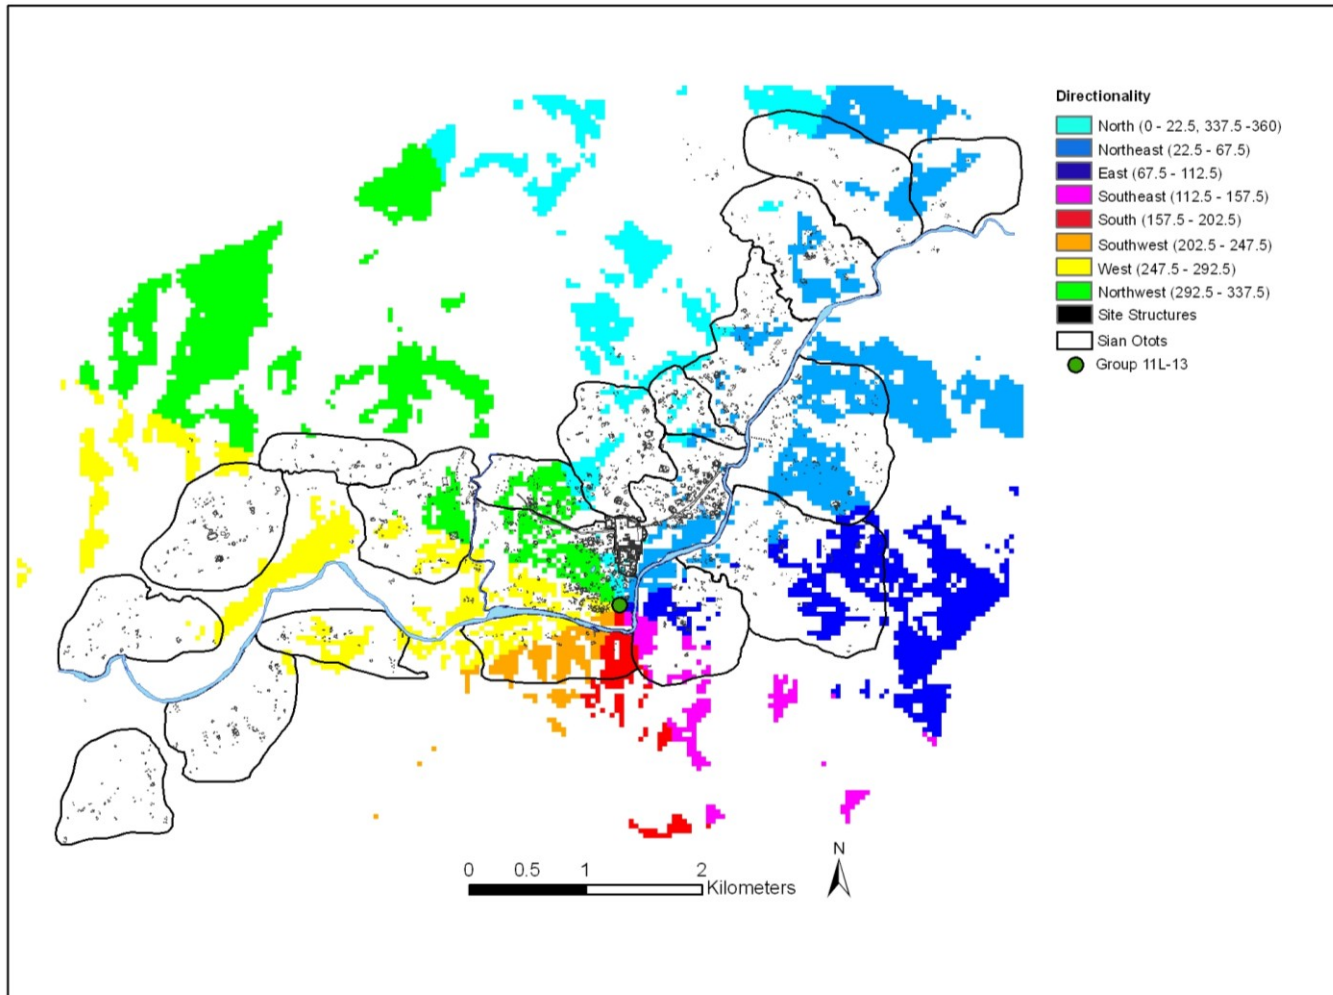 Directionality
North (0 - 22.5, 337.5 -360)
Northeast (22.5 - 67.5)
East (67.5 - 112.5)
Southeast (112.5 - 157.5)
South (157.5 - 202.5)
Southwest (202.5 - 247.5)
West (247.5 - 292.5)
Northwest (292.5 - 337.5)
Site Structures
Sian Otots
Group 11L-13
N
0 0.5 1 2
Kilometers